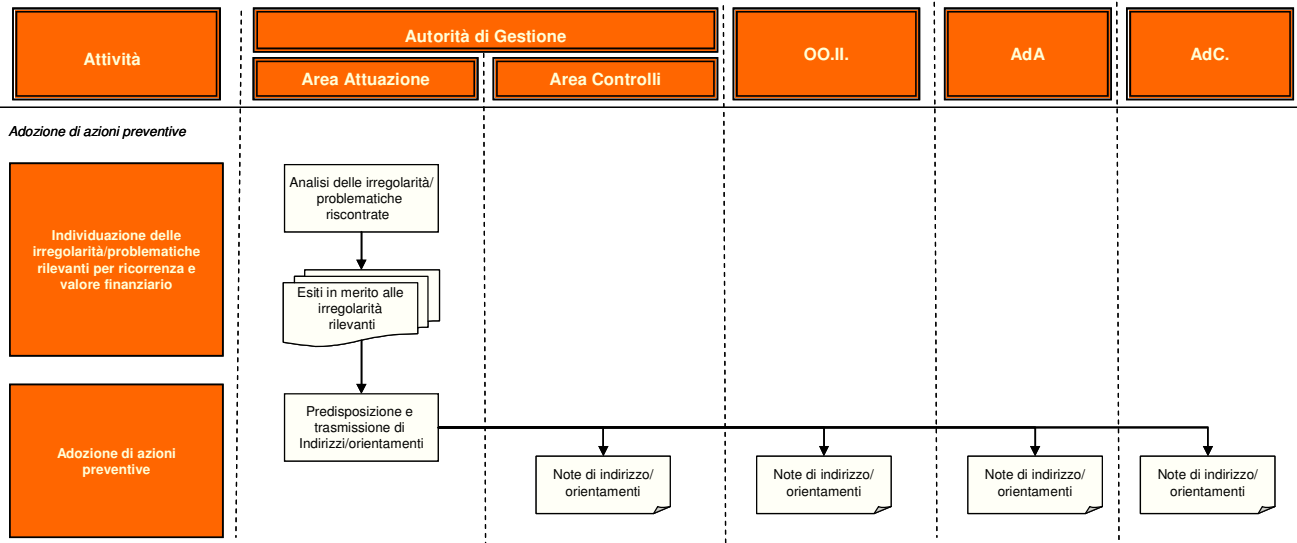 Attività
Autorità di Gestione
Area Attuazione
Area Controlli
OO.II.
AdA
AdC.
Adozione di azioni preventive
Individuazione delle
irregolarità/problematiche
rilevanti per ricorrenza e
valore finanziario
Analisi delle irregolarità/
problematiche
riscontrate
Esiti in merito alle
irregolarità
rilevanti
Adozione di azioni
preventive
Predisposizione e
trasmissione di
Indirizzi/orientamenti
Note di indirizzo/
orientamenti
Note di indirizzo/
orientamenti
Note di indirizzo/
orientamenti
Note di indirizzo/
orientamenti